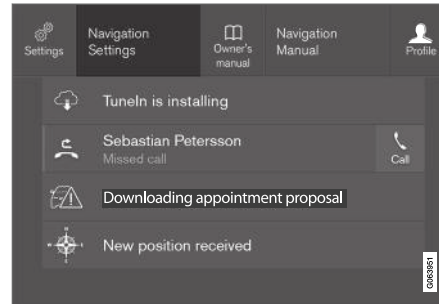 Settings
Navigation
Settings
Owner's
manual
Navigation
Manual
Profile
TuneIn is installing
Sebastian Petersson
Missed call
Call
Downloading appointment proposal
New position received
G063951